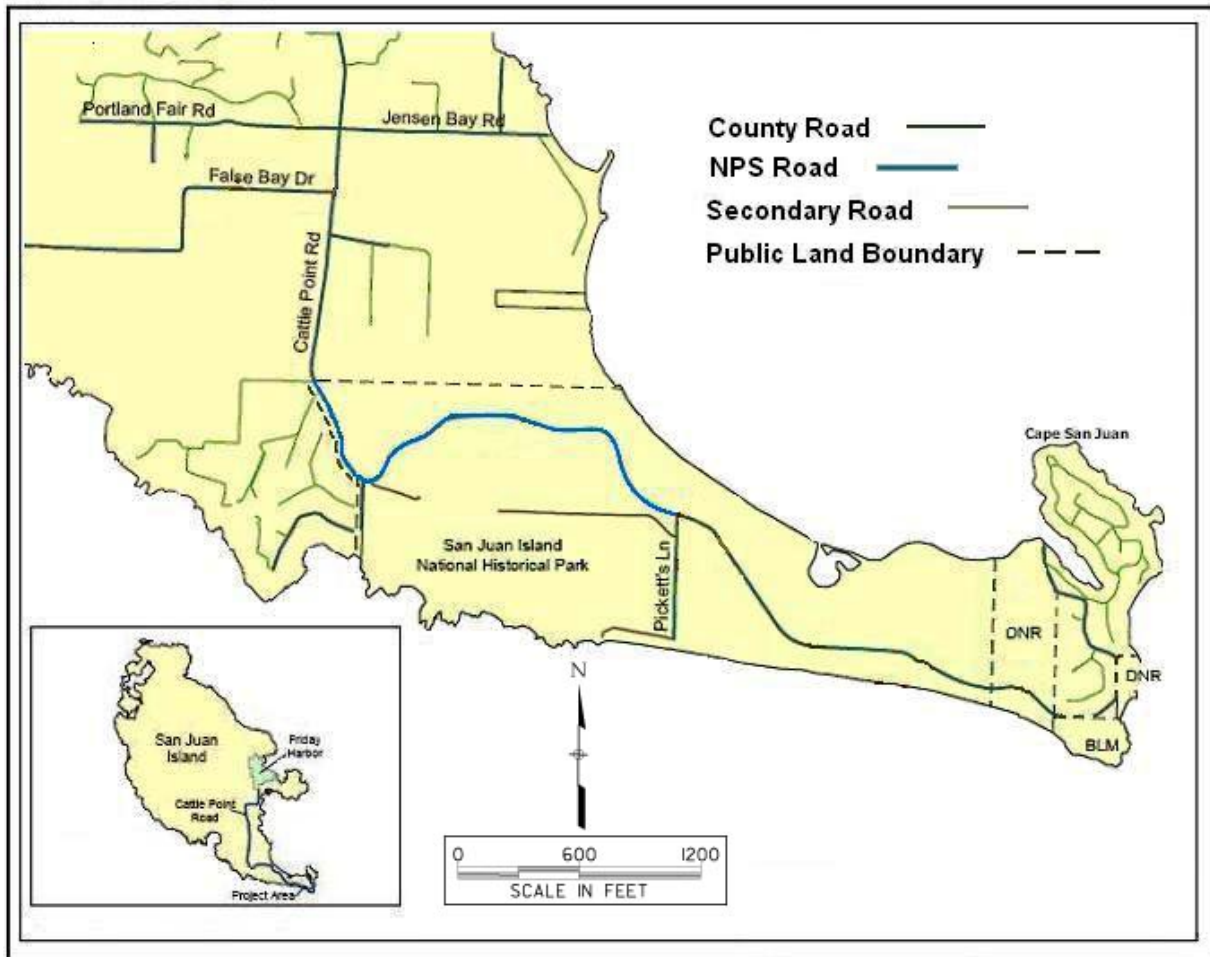 Portland Fair Rd
Jensen Bay Rd
False Bay Dr
Cattle Point Rd
County Road
NPS Road
Secondary Road
Public Land Boundary
Cape San Juan
San Juan Island
National Historical Park
Pickett's Ln
DNR
DNR
BLM
N
0 600 1200
SCALE IN FEET
San Juan
Island
Friday
Harbor
Cattle Point
Road
Project Area